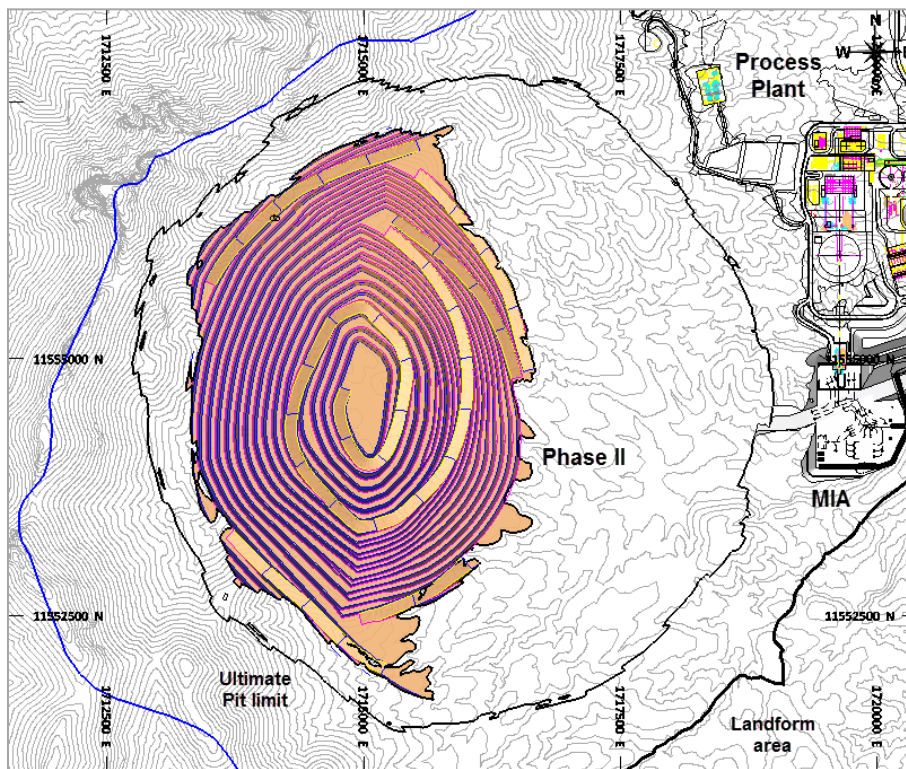 1712500 E
1715000 E
1717500 E
N
W
Process
Plant
11555000 N
Phase II
MIA
11552500 N
11552500 N
Ultimate
Pit limit
1712500 E
1715000 E
1717500 E
1720000 E
Landform
area